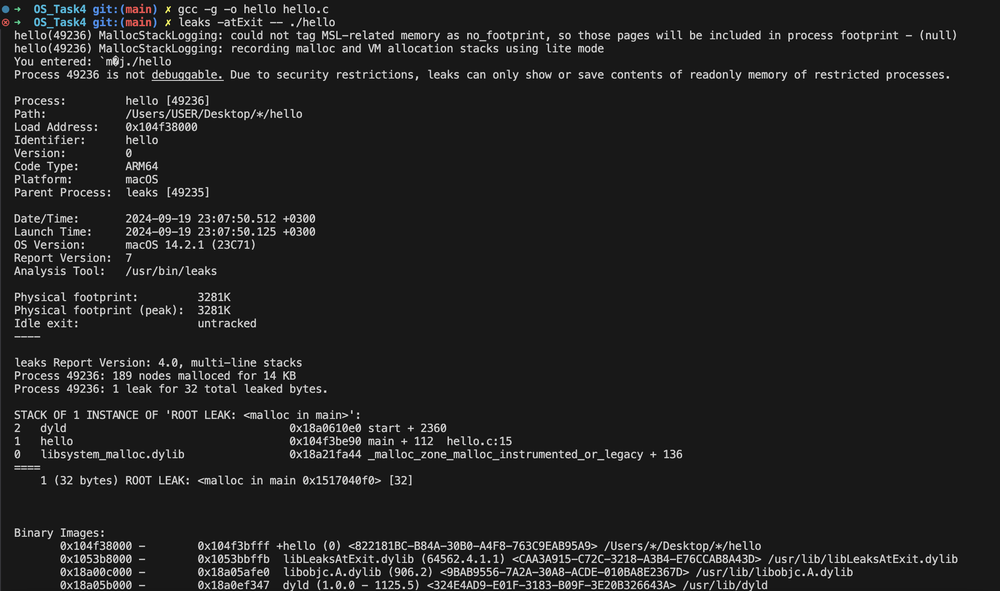 ➜ OS_Task4 git:(main) ✗ gcc -g -o hello hello.c
➜ OS_Task4 git:(main) ✗ leaks -atExit -- ./hello
hello(49236) MallocStackLogging: could not tag MSL-related memory as no_footprint, so those pages will be included in process footprint - (null)
hello(49236) MallocStackLogging: recording malloc and VM allocation stacks using lite mode
You entered: `m�j./hello
Process 49236 is not debuggable. Due to security restrictions, leaks can only show or save contents of readonly memory of restricted processes.
Process: hello [49236]
Path: /Users/USER/Desktop/*/hello
Load Address: 0x104f38000
Identifier: hello
Version: 0
Code Type: ARM64
Platform: macOS
Parent Process: leaks [49235]
Date/Time: 2024-09-19 23:07:50.512 +0300
Launch Time: 2024-09-19 23:07:50.125 +0300
OS Version: macOS 14.2.1 (23C71)
Report Version: 7
Analysis Tool: /usr/bin/leaks
Physical footprint: 3281K
Physical footprint (peak): 3281K
Idle exit: untracked
----
leaks Report Version: 4.0, multi-line stacks
Process 49236: 189 nodes malloced for 14 KB
Process 49236: 1 leak for 32 total leaked bytes.
STACK OF 1 INSTANCE OF 'ROOT LEAK: <malloc in main>':
2 dyld 0x18a0610e0 start + 2360
1 hello 0x104f3be90 main + 112 hello.c:15
0 libsystem_malloc.dylib 0x18a21fa44 _malloc_zone_malloc_instrumented_or_legacy + 136
====
1 (32 bytes) ROOT LEAK: <malloc in main 0x1517040f0> [32]
Binary Images:
0x104f38000 - 0x104f3bfff +hello (0) <822181BC-B84A-30B0-A4F8-763C9EAB95A9> /Users/*/Desktop/*/hello
0x1053b8000 - 0x1053bbffb libLeaksAtExit.dylib (64562.4.1.1) <CAA3A915-C72C-3218-A3B4-E76CCAB8A43D> /usr/lib/libLeaksAtExit.dylib
0x18a00c000 - 0x18a05afe0 libobjc.A.dylib (906.2) <9BAB9556-7A2A-30A8-ACDE-010BA8E2367D> /usr/lib/libobjc.A.dylib
0x18a05b000 - 0x18a0ef347 dyld (1.0.0 - 1125.5) <324E4AD9-E01F-3183-B09F-3E20B326643A> /usr/lib/dyld